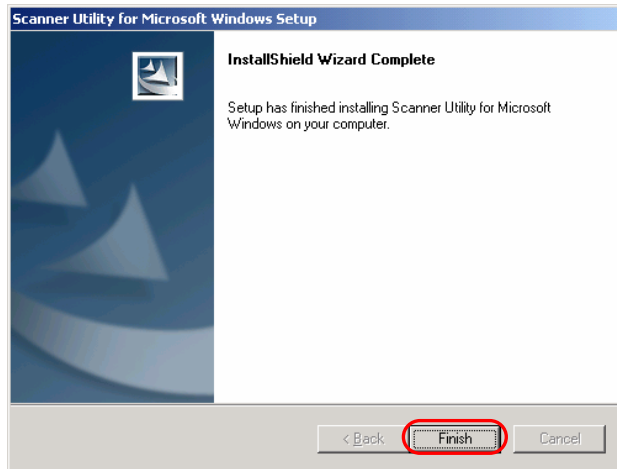 Scanner Utility for Microsoft Windows Setup
InstallShield Wizard Complete
Setup has finished installing Scanner Utility for Microsoft
Windows on your computer.
< Back Finish Cancel